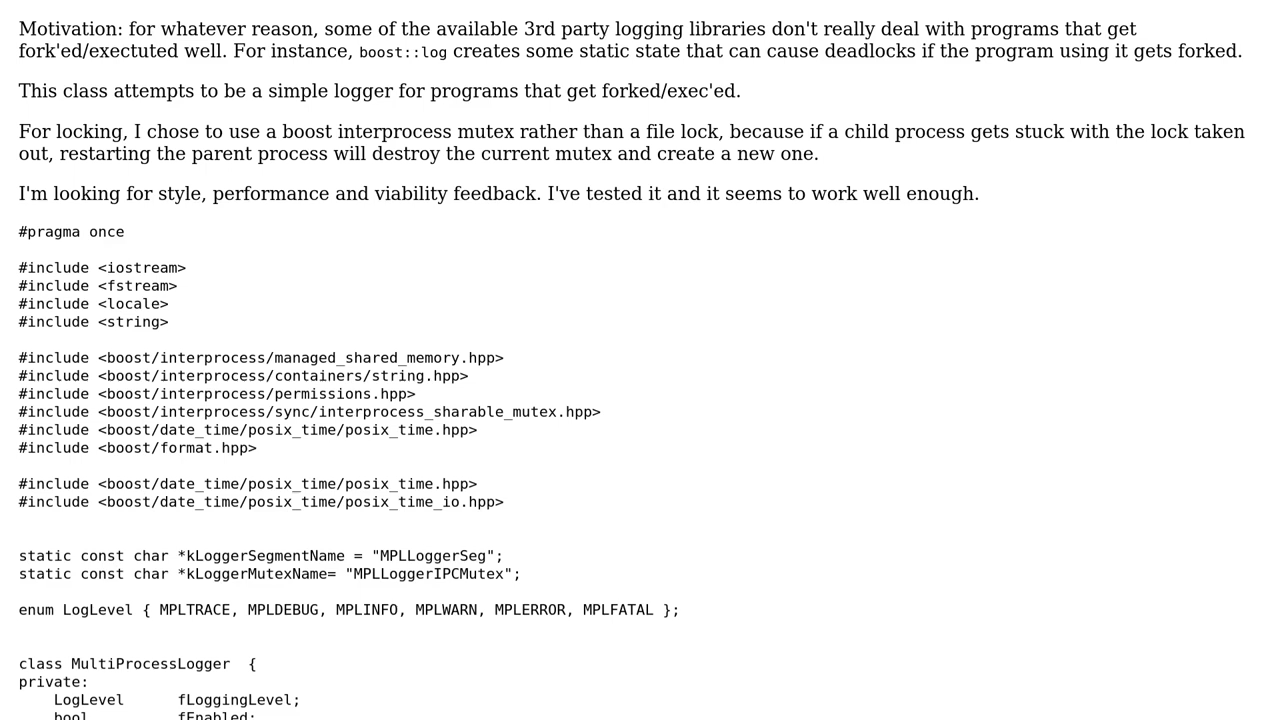 Motivation: for whatever reason, some of the available 3rd party logging libraries don't really deal with programs that get
fork'ed/exectuted well. For instance, boost::log creates some static state that can cause deadlocks if the program using it gets forked.
This class attempts to be a simple logger for programs that get forked/exec'ed.
For locking, I chose to use a boost interprocess mutex rather than a file lock, because if a child process gets stuck with the lock taken
out, restarting the parent process will destroy the current mutex and create a new one.
I'm looking for style, performance and viability feedback. I've tested it and it seems to work well enough.
#pragma once
#include <iostream>
#include <fstream>
#include <locale>
#include <string>
#include <boost/interprocess/managed_shared_memory.hpp>
#include <boost/interprocess/containers/string.hpp>
#include <boost/interprocess/permissions.hpp>
#include <boost/interprocess/sync/interprocess_sharable_mutex.hpp>
#include <boost/date_time/posix_time/posix_time.hpp>
#include <boost/format.hpp>
#include <boost/date_time/posix_time/posix_time.hpp>
#include <boost/date_time/posix_time/posix_time_io.hpp>
static const char *kLoggerSegmentName = "MPLLoggerSeg";
static const char *kLoggerMutexName= "MPLLoggerIPCMutex";
enum LogLevel { MPLTRACE, MPLDEBUG, MPLINFO, MPLWARN, MPLERROR, MPLFATAL };
class MultiProcessLogger  {
private:
    LogLevel      fLoggingLevel;
    bool          fEnabled;